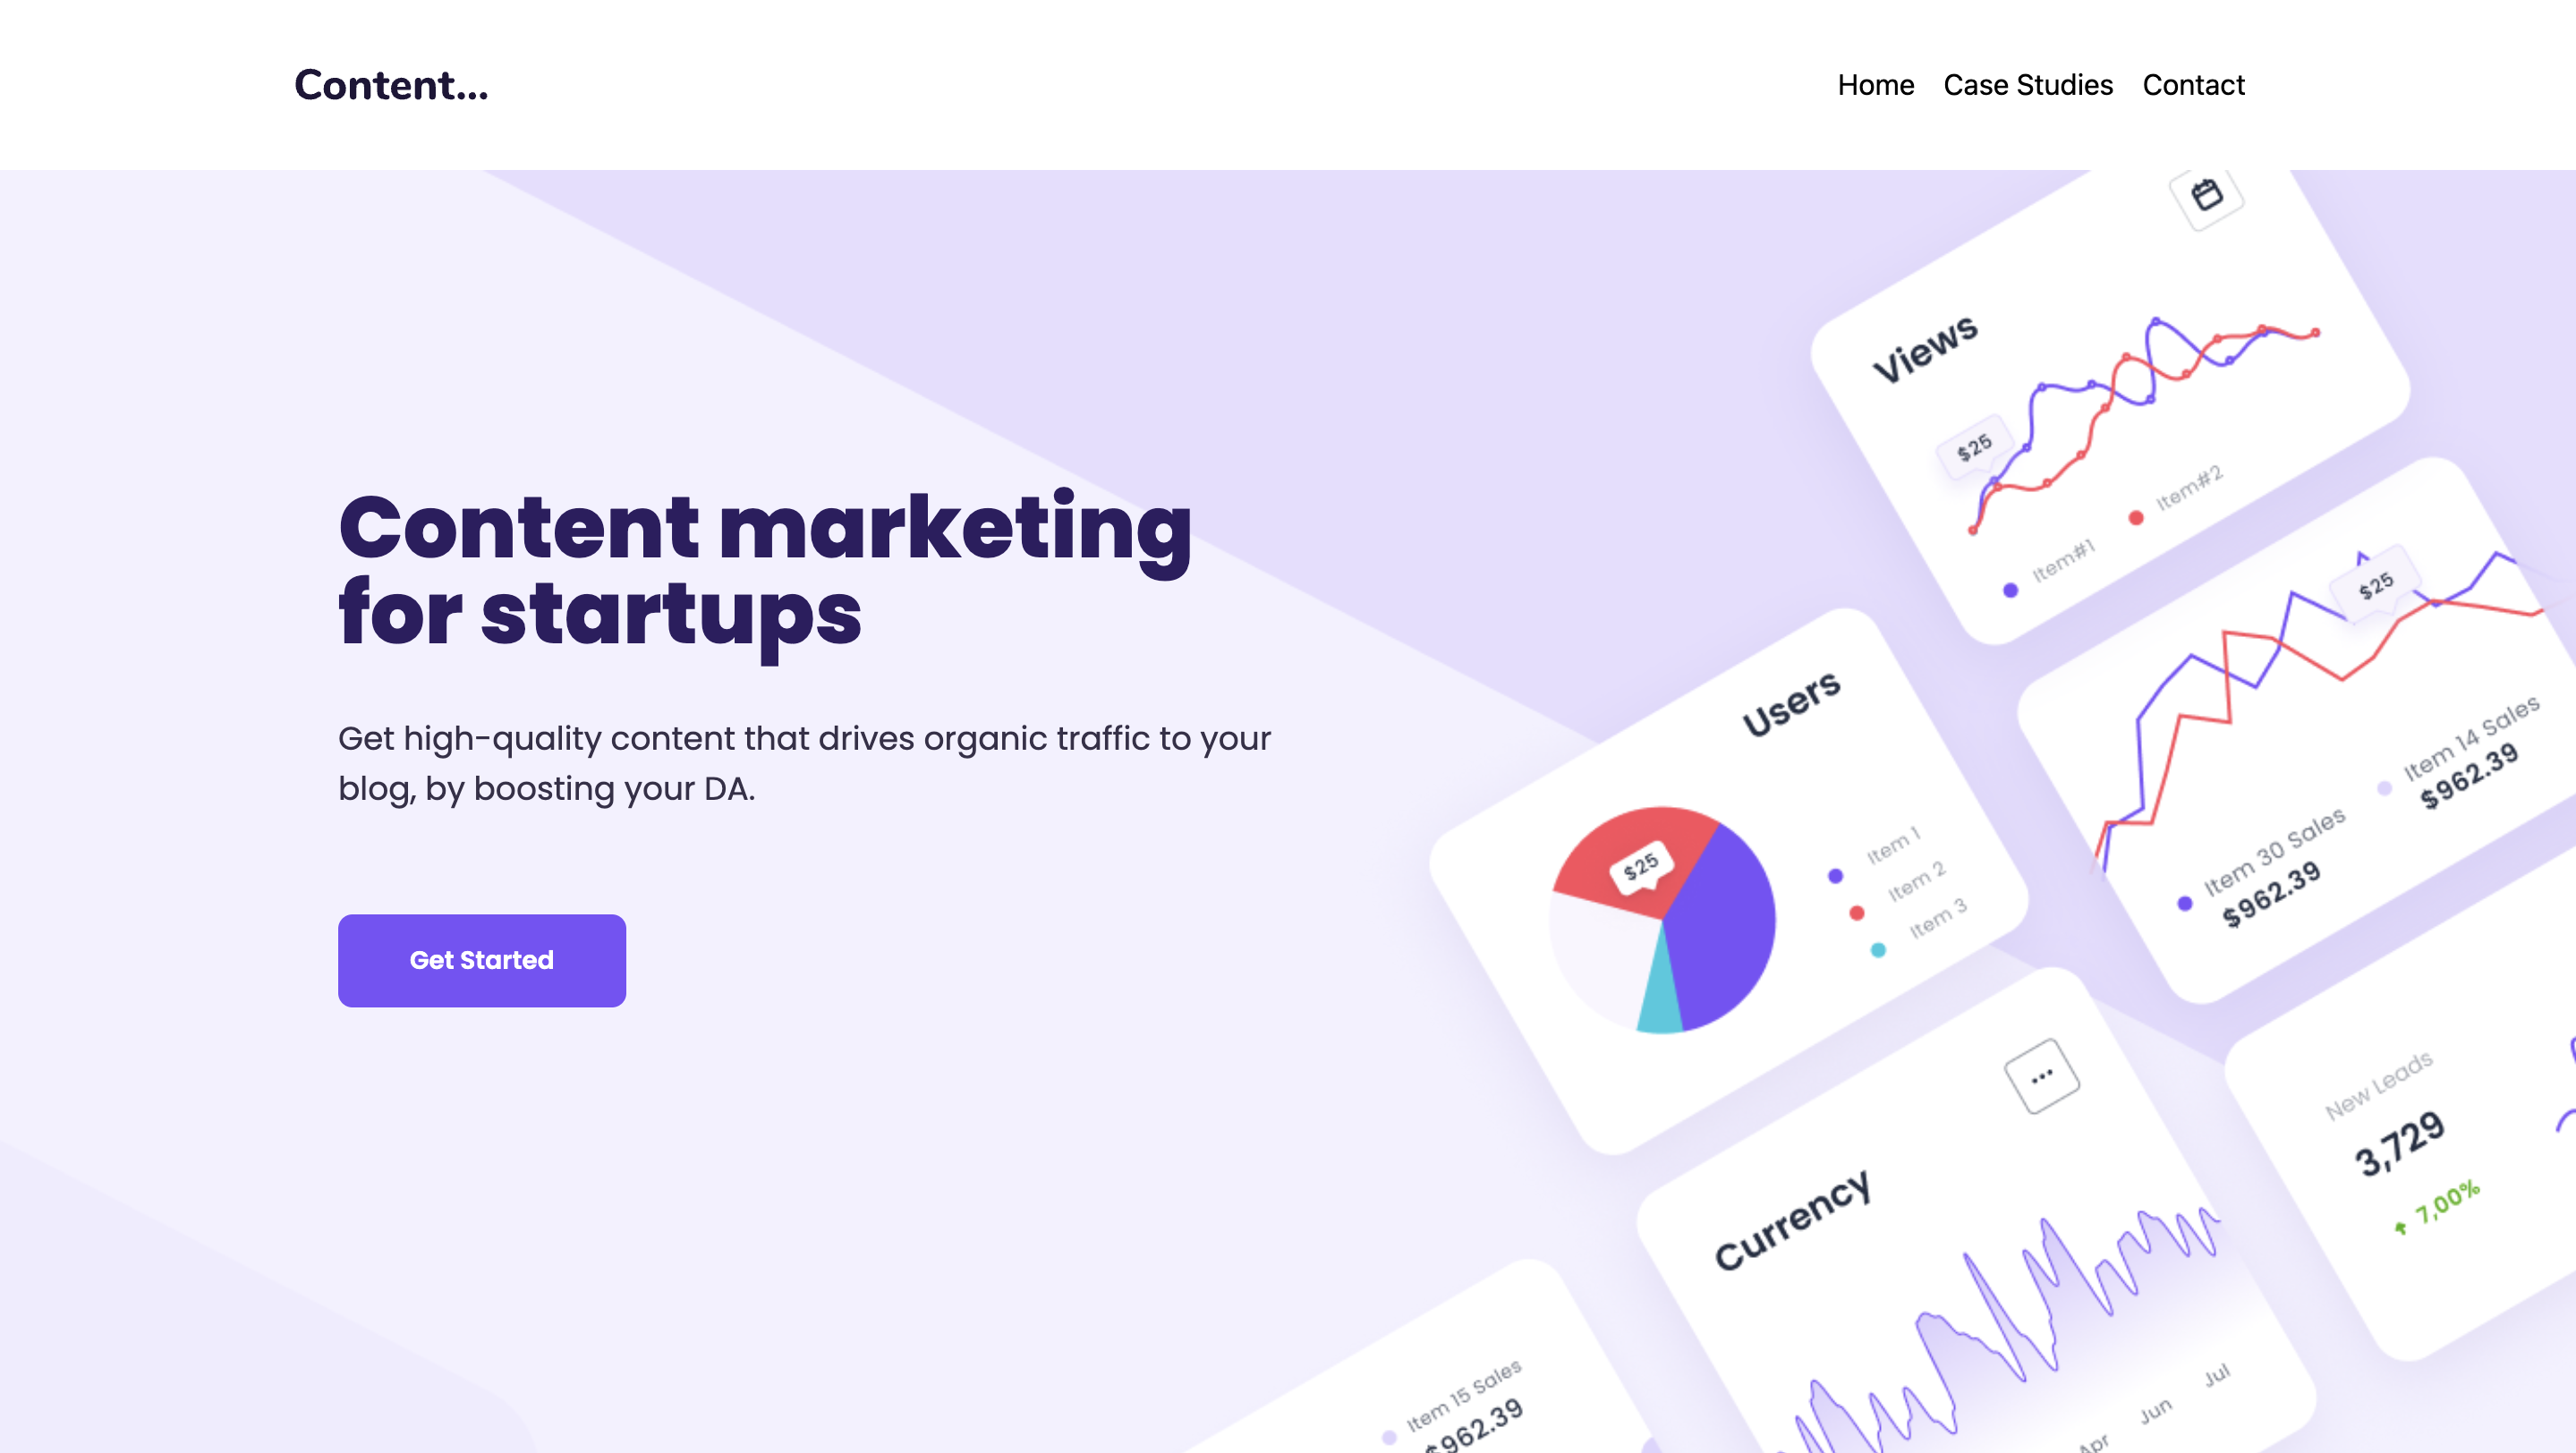 Content...
Home Case Studies Contact
Content marketing
for startups
Get high-quality content that drives organic traffic to your
blog, by boosting your DA.
Get Started
Views
$25
Item#1
Item#2
$25
Item 30 Sales
$962.39
Item 14 Sales
$962.39
Users
$25
Item 1
Item 2
Item 3
New Leads
3,729
7,00%
Currency
...
Apr
Jun
Jul
Item 15 Sales
$962.39